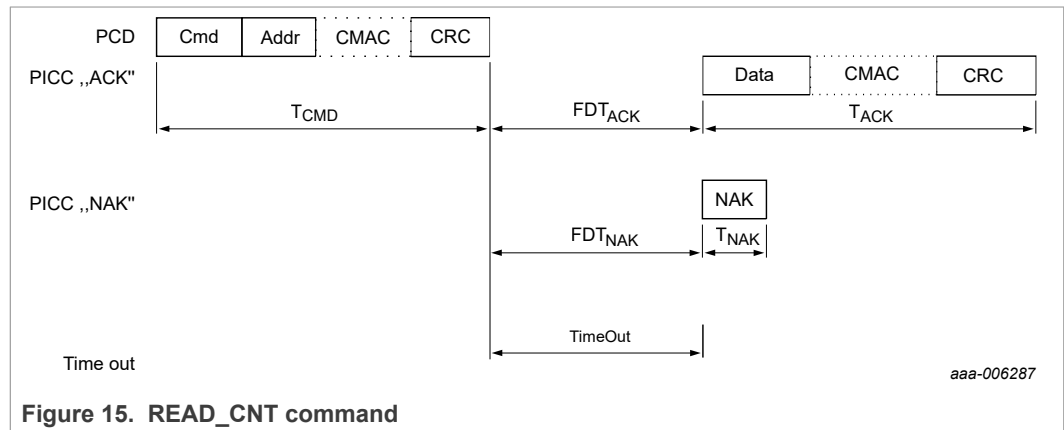 PCD Cmd Addr CMAC CRC
PICC ,,ACK" Data CMAC CRC
TCMD FDTACK TACK
PICC ,,NAK" NAK
FDTNAK TNAK
TimeOut
Time out
aaa-006287
Figure 15. READ_CNT command